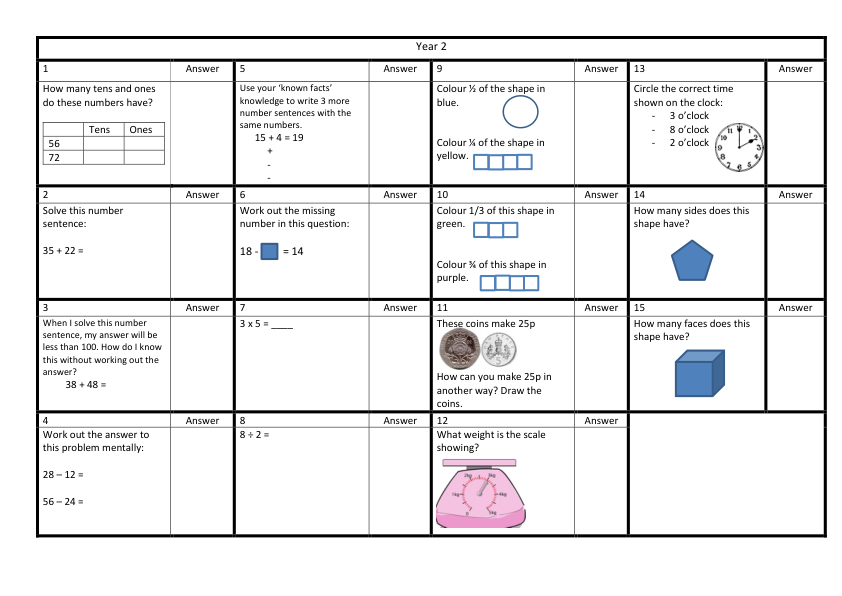 Year 2
1 Answer
How many tens and ones
do these numbers have?
Tens Ones
56
72
5 Answer
Use your ‘known facts’
knowledge to write 3 more
number sentences with the
same numbers.
15 + 4 = 19
+
-
-
9 Answer
Colour ½ of the shape in
blue.
Colour ¼ of the shape in
yellow.
13 Answer
Circle the correct time
shown on the clock:
- 3 o’clock
- 8 o’clock
- 2 o’clock
2 Answer
Solve this number
sentence:
35 + 22 =
6 Answer
Work out the missing
number in this question:
18 - = 14
10 Answer
Colour 1/3 of this shape in
green.
Colour ¾ of this shape in
purple.
14 Answer
How many sides does this
shape have?
3 Answer
When I solve this number
sentence, my answer will be
less than 100. How do I know
this without working out the
answer?
38 + 48 =
7 Answer
3 x 5 = ____
11 Answer
These coins make 25p
How can you make 25p in
another way? Draw the
coins.
15 Answer
How many faces does this
shape have?
4 Answer
Work out the answer to
this problem mentally:
28 – 12 =
56 – 24 =
8 Answer
8 ÷ 2 =
12 Answer
What weight is the scale
showing?